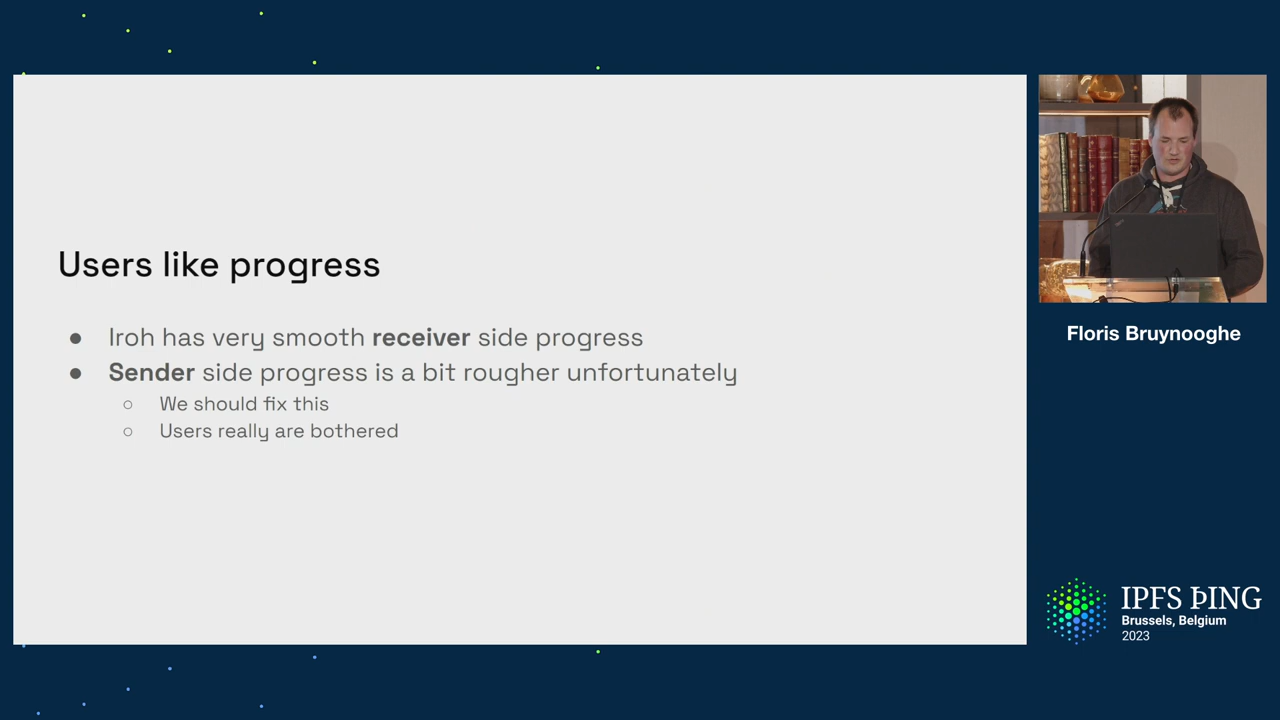 Users like progress
● Iroh has very smooth receiver side progress
● Sender side progress is a bit rougher unfortunately
○ We should fix this
○ Users really are bothered
Floris Bruynooghe
IPFS ÞING
Brussels, Belgium
2023